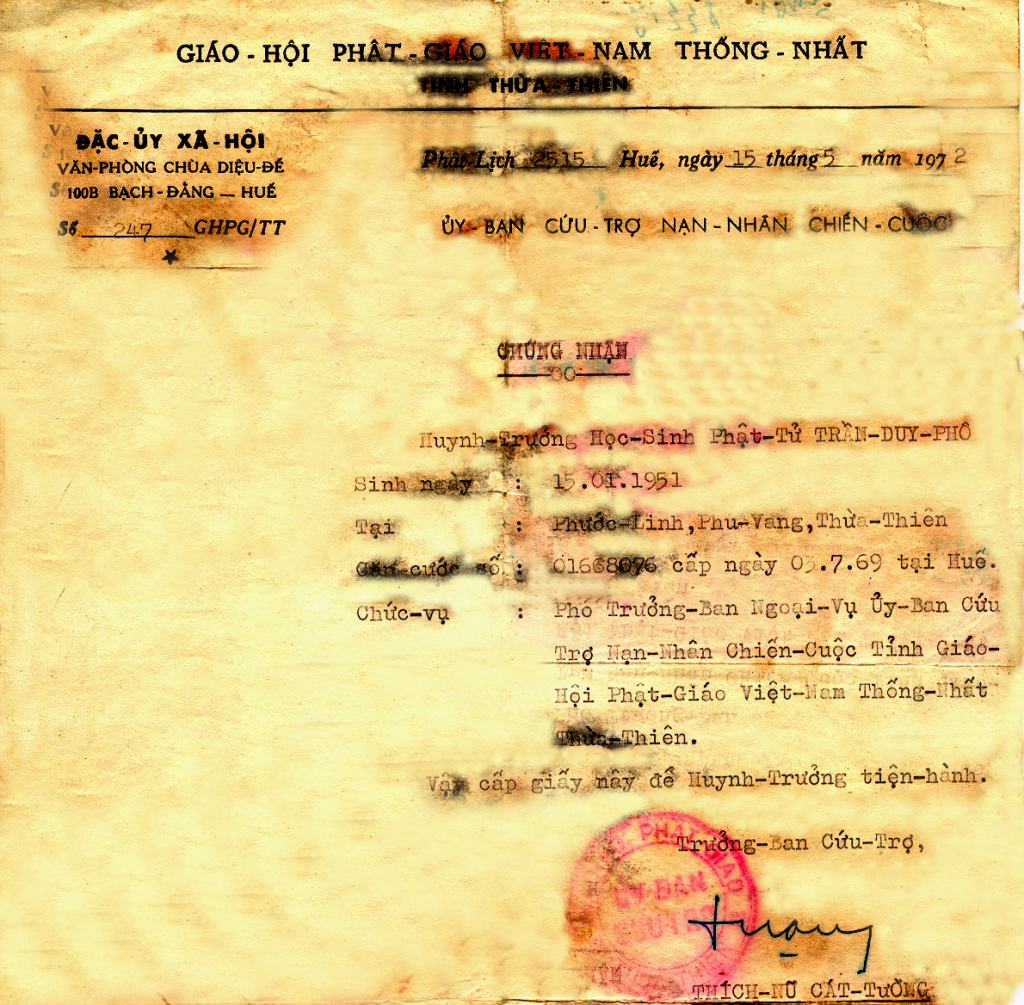 GIÁO - HỘI PHẬT - GIÁO VIỆT - NAM THỐNG - NHẤT
TỈNH THỪA - THIÊN
ĐẶC - ỦY XÃ - HỘI
VĂN - PHÒNG CHÙA DIỆU - ĐẾ
100B BẠCH - ĐẰNG — HUẾ
Số 247 GHPG/TT
Phật Lịch 2515 Huế, ngày 15 tháng 5 năm 1972
ỦY - BAN CỨU - TRỢ NẠN - NHÂN CHIẾN - CUỘC
CHỨNG NHẬN
Huynh-Trưởng Học-Sinh Phật-Tử TRẦN-DUY-PHÔ
Sinh ngày : 15.01.1951
Tại : Phước-Linh,Phu-Vang,Thừa-Thiên
Căn cước số : 01668076 cấp ngày 03.7.69 tại Huế.
Chức-vụ : Phó Trưởng-Ban Ngoại-Vụ Ủy-Ban Cứu
Trợ Nạn-Nhân Chiến-Cuộc Tỉnh Giáo-
Hội Phật-Giáo Việt-Nam Thống-Nhất
Thừa-Thiên.
Vậy cấp giấy nầy để Huynh-Trưởng tiện-hành.
Trưởng-Ban Cứu-Trợ,
PHẬT GIÁO
ỦY BAN
THÍCH-NỮ CÁT-TƯỜNG